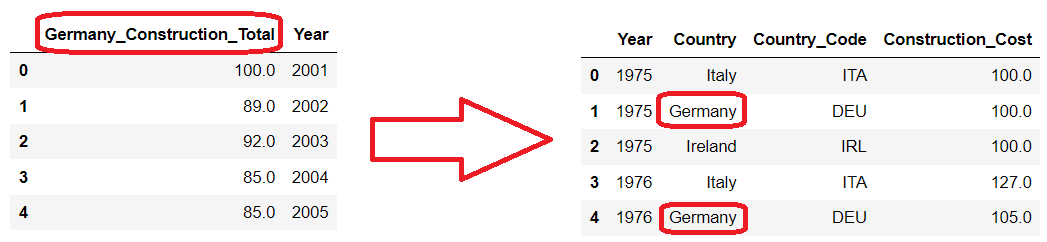 Germany_Construction_Total Year
0 100.0 2001
1 89.0 2002
2 92.0 2003
3 85.0 2004
4 85.0 2005
Year Country Country_Code Construction_Cost
0 1975 Italy ITA 100.0
1 1975 Germany DEU 100.0
2 1975 Ireland IRL 100.0
3 1976 Italy ITA 127.0
4 1976 Germany DEU 105.0